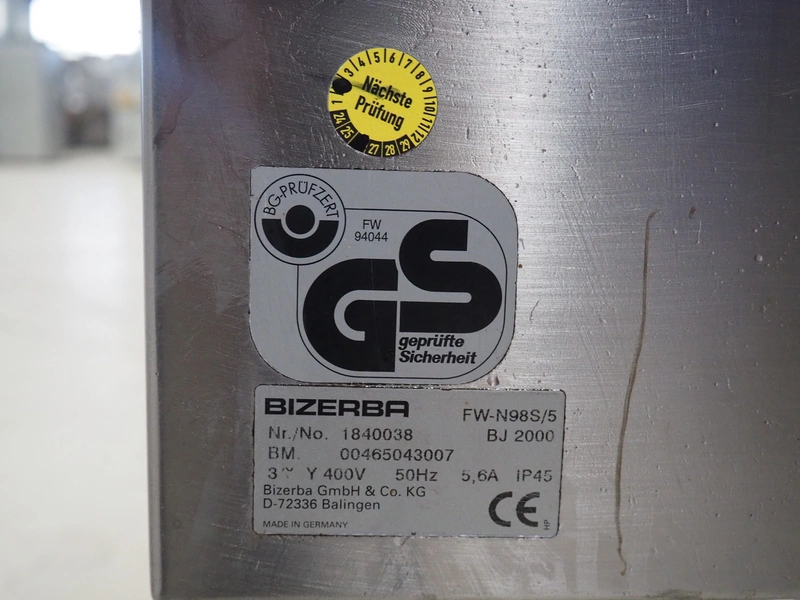 1 3 4 5 6 7 8 9 10 11 12
Nächste
Prüfung
24 25 27 28 29
BG-PRÜFZERT
FW
94044
GS
geprüfte
Sicherheit
BIZERBA FW-N98S/5
Nr./No. 1840038 BJ 2000
BM. 00465043007
3~ Y 400V 50Hz 5,6A IP45
Bizerba GmbH & Co. KG
D-72336 Balingen
MADE IN GERMANY CE HP